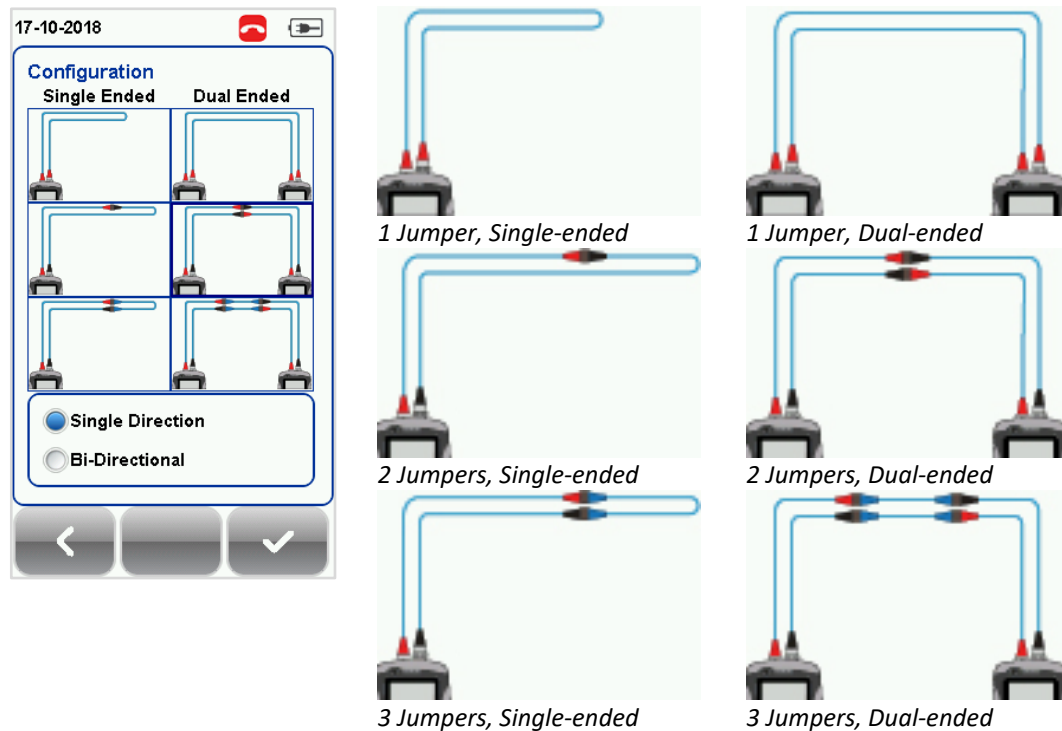 17-10-2018
Configuration
Single Ended Dual Ended
Single Direction
Bi-Directional
1 Jumper, Single-ended
1 Jumper, Dual-ended
2 Jumpers, Single-ended
2 Jumpers, Dual-ended
3 Jumpers, Single-ended
3 Jumpers, Dual-ended